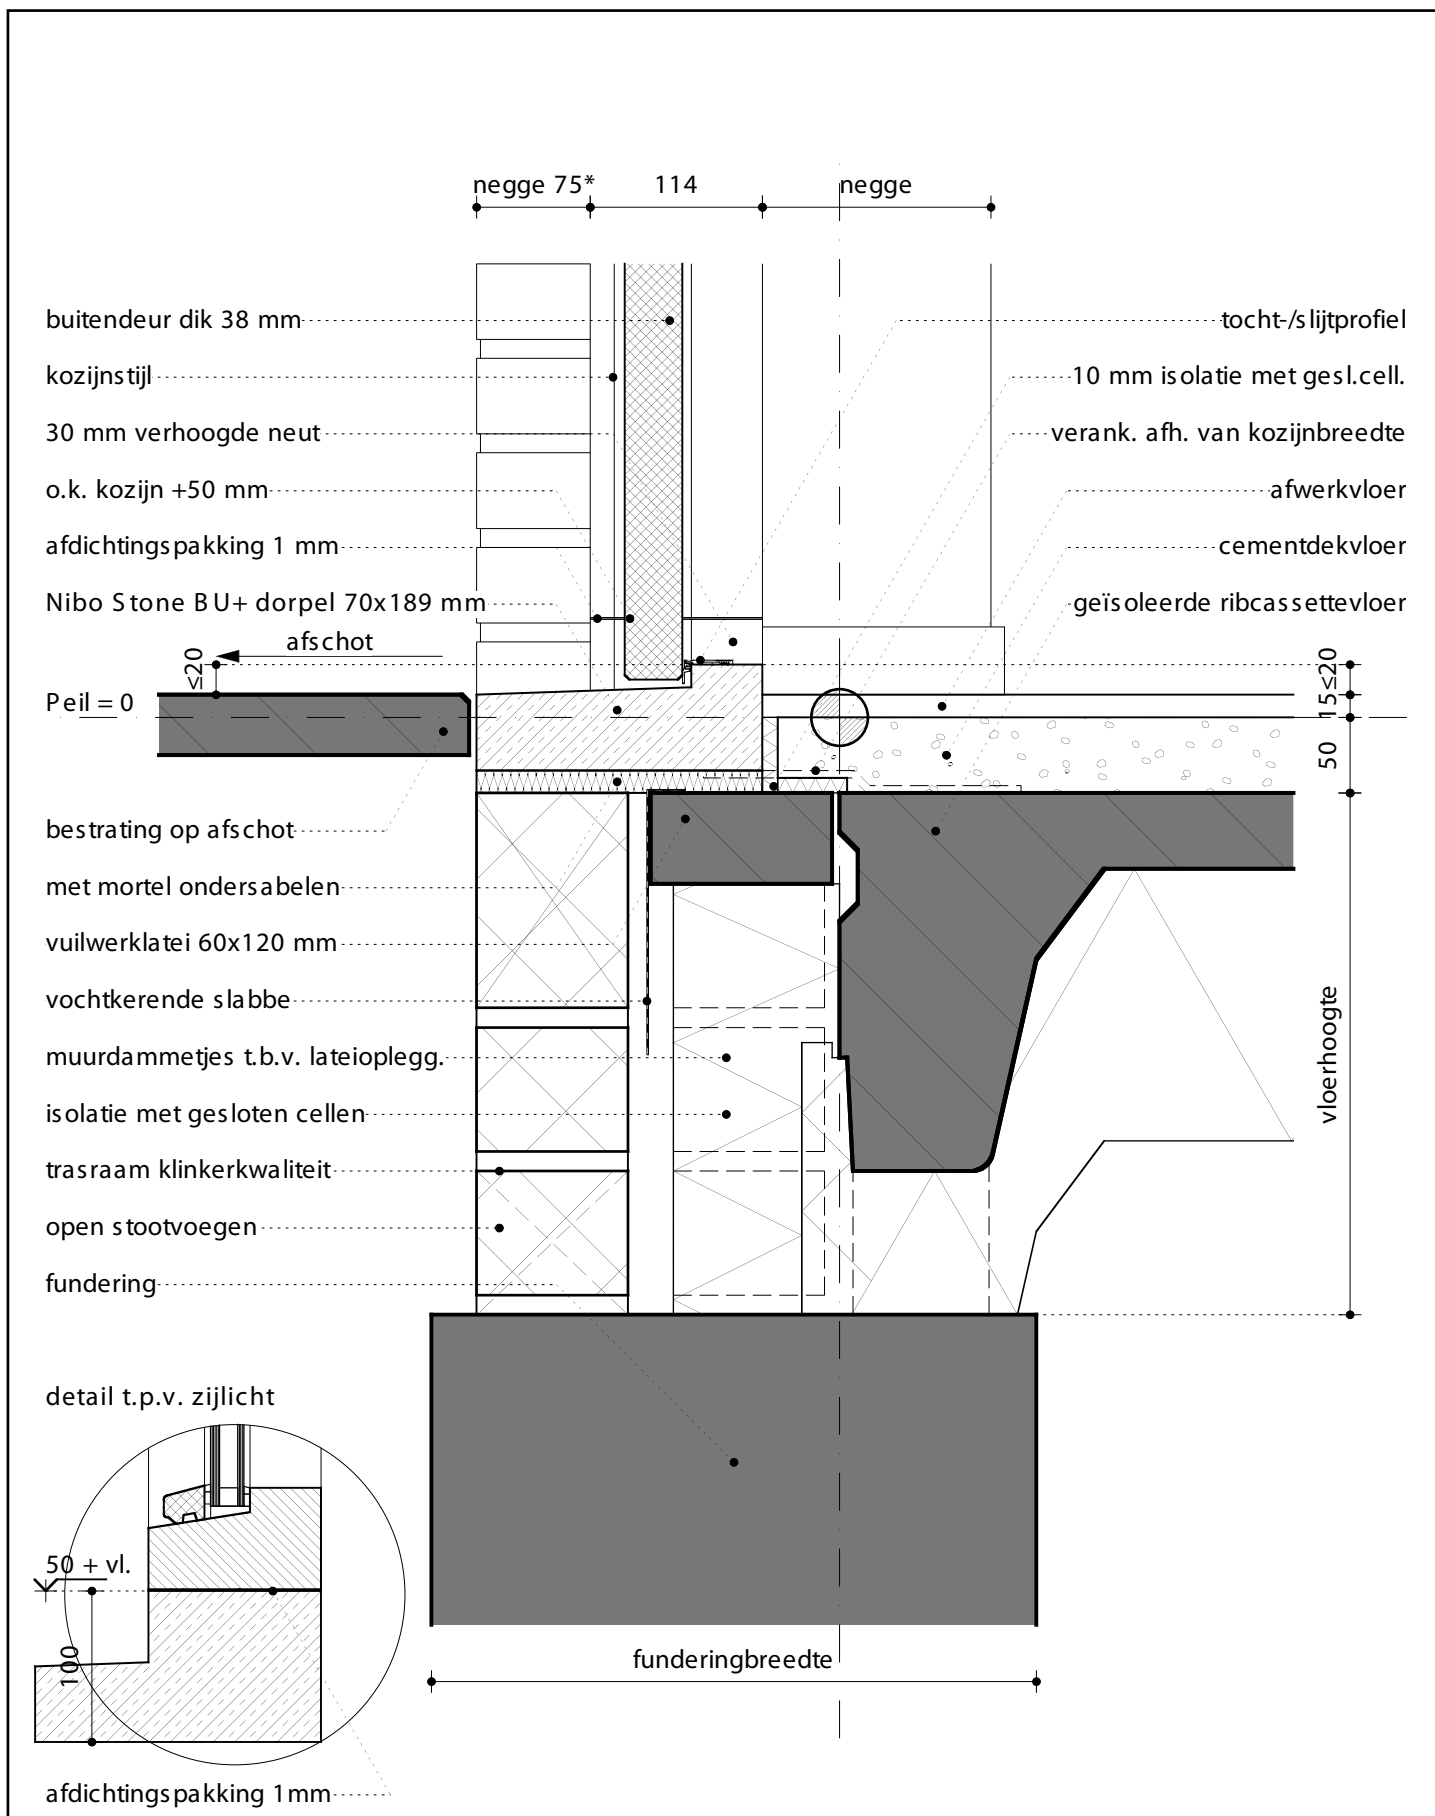 negge 75*
114
negge
buitendeur dik 38 mm
kozijnstijl
30 mm verhoogde neut
o.k. kozijn +50 mm
afdichtingspakking 1 mm
Nibo Stone BU+ dorpel 70x189 mm
tocht-/slijtprofiel
10 mm isolatie met gesl.cell.
verank. afh. van kozijnbreedte
afwerkvloer
cementdekvloer
geïsoleerde ribcassettevloer
afschot
≤20
Peil = 0
≤20
15
50
bestrating op afschot
met mortel ondersabelen
vuilwerklatei 60x120 mm
vochtkerende slabbe
muurdammetjes t.b.v. lateioplegg.
isolatie met gesloten cellen
trasraam klinkerkwaliteit
open stootvoegen
fundering
vloerhoogte
detail t.p.v. zijlicht
50 + vl.
100
funderingbreedte
afdichtingspakking 1mm